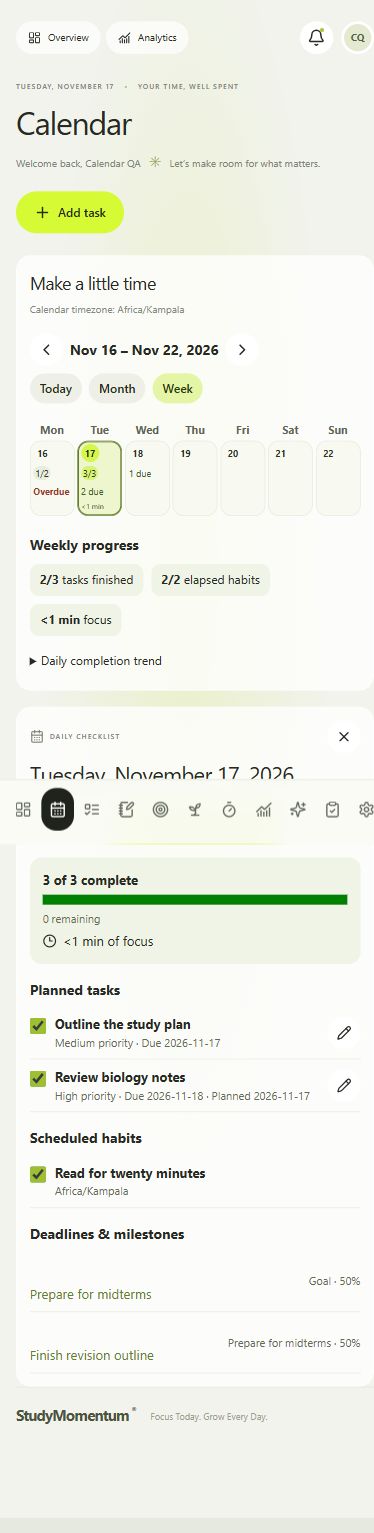 Overview Analytics CQ
TUESDAY, NOVEMBER 17 • YOUR TIME, WELL SPENT
Calendar
Welcome back, Calendar QA ✳ Let's make room for what matters.
+ Add task
Make a little time
Calendar timezone: Africa/Kampala
Nov 16 – Nov 22, 2026
Today Month Week
Mon Tue Wed Thu Fri Sat Sun
16 17 18 19 20 21 22
1/2 3/3 1 due
Overdue 2 due
<1 min
Weekly progress
2/3 tasks finished 2/2 elapsed habits
<1 min focus
▶ Daily completion trend
DAILY CHECKLIST
Tuesday, November 17, 2026
3 of 3 complete
0 remaining
<1 min of focus
Planned tasks
Outline the study plan
Medium priority · Due 2026-11-17
Review biology notes
High priority · Due 2026-11-18 · Planned 2026-11-17
Scheduled habits
Read for twenty minutes
Africa/Kampala
Deadlines & milestones
Goal · 50%
Prepare for midterms
Prepare for midterms · 50%
Finish revision outline
StudyMomentum Focus Today. Grow Every Day.